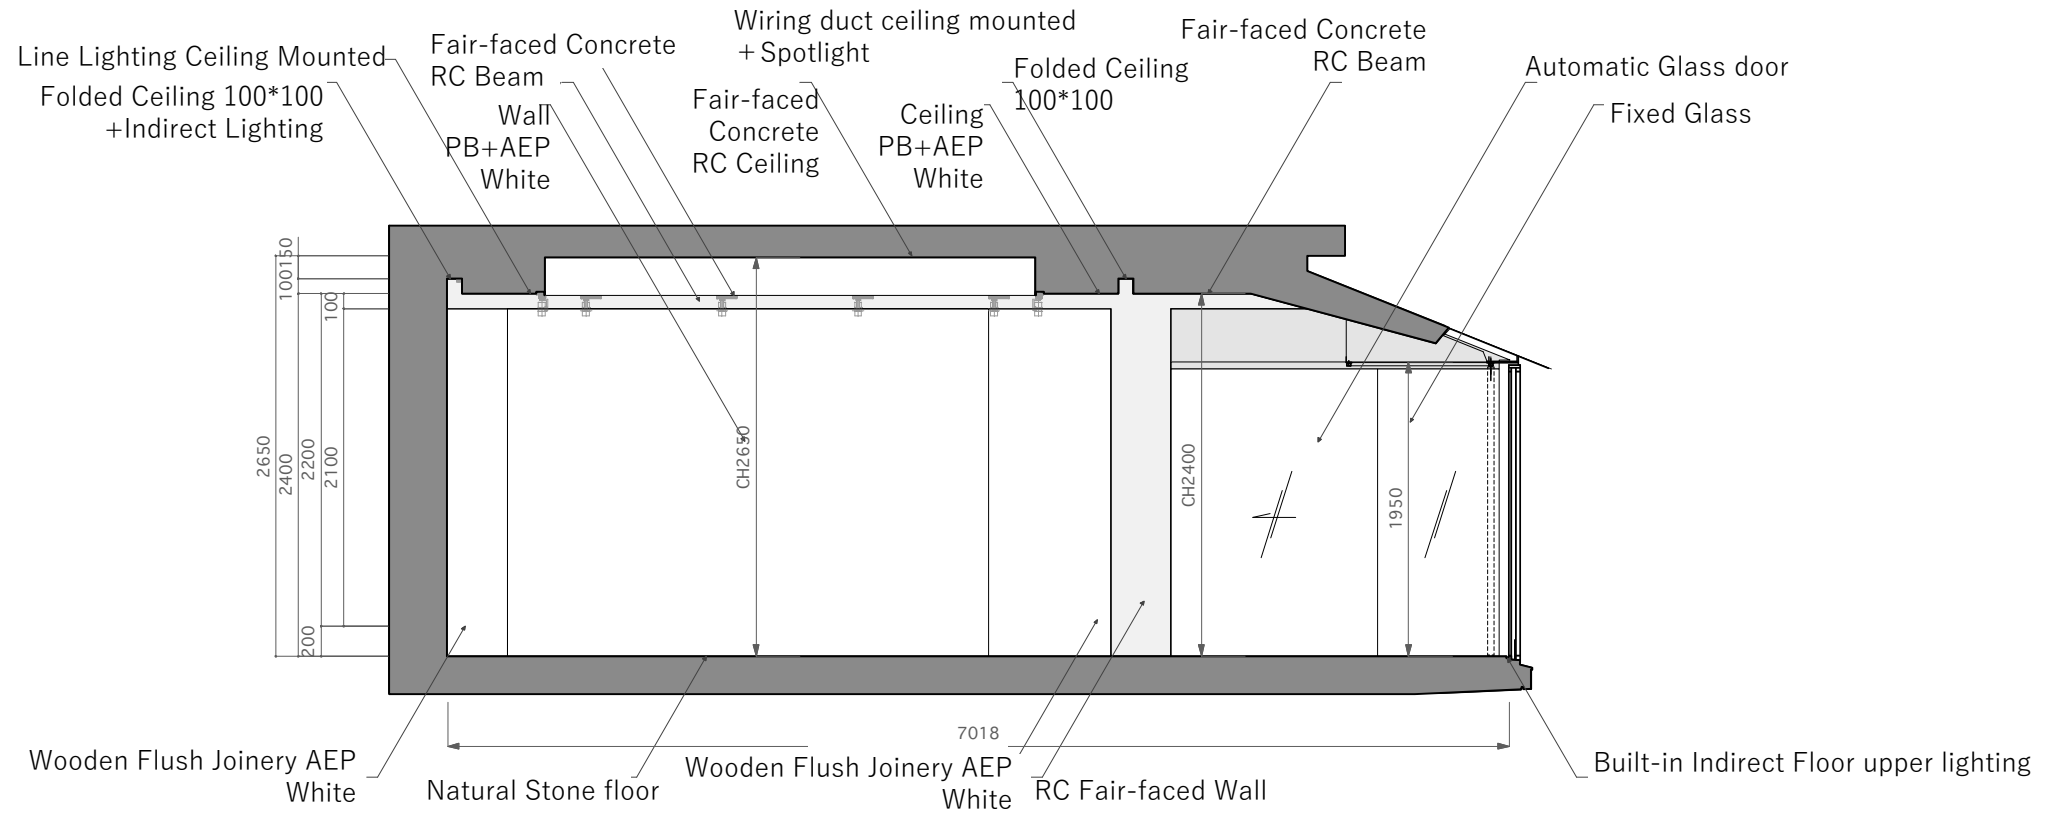 Line Lighting Ceiling Mounted
Folded Ceiling 100*100
+Indirect Lighting
Fair-faced Concrete
RC Beam
Wall
PB+AEP
White
Wiring duct ceiling mounted
+Spotlight
Fair-faced
Concrete
RC Ceiling
Ceiling
PB+AEP
White
Folded Ceiling
100*100
Fair-faced Concrete
RC Beam
Automatic Glass door
Fixed Glass
150
100
100
2650
2400
2200
2100
200
CH2650
CH2400
1950
7018
Wooden Flush Joinery AEP
White
Natural Stone floor
Wooden Flush Joinery AEP
White
RC Fair-faced Wall
Built-in Indirect Floor upper lighting